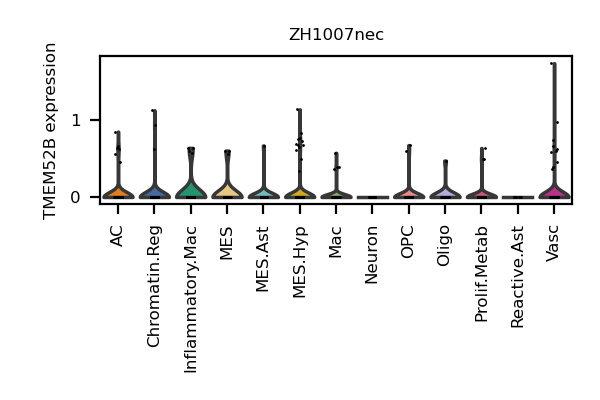 ZH1007nec
TMEM52B expression
1
0
AC
Chromatin.Reg
Inflammatory.Mac
MES
MES.Ast
MES.Hyp
Mac
Neuron
OPC
Oligo
Prolif.Metab
Reactive.Ast
Vasc